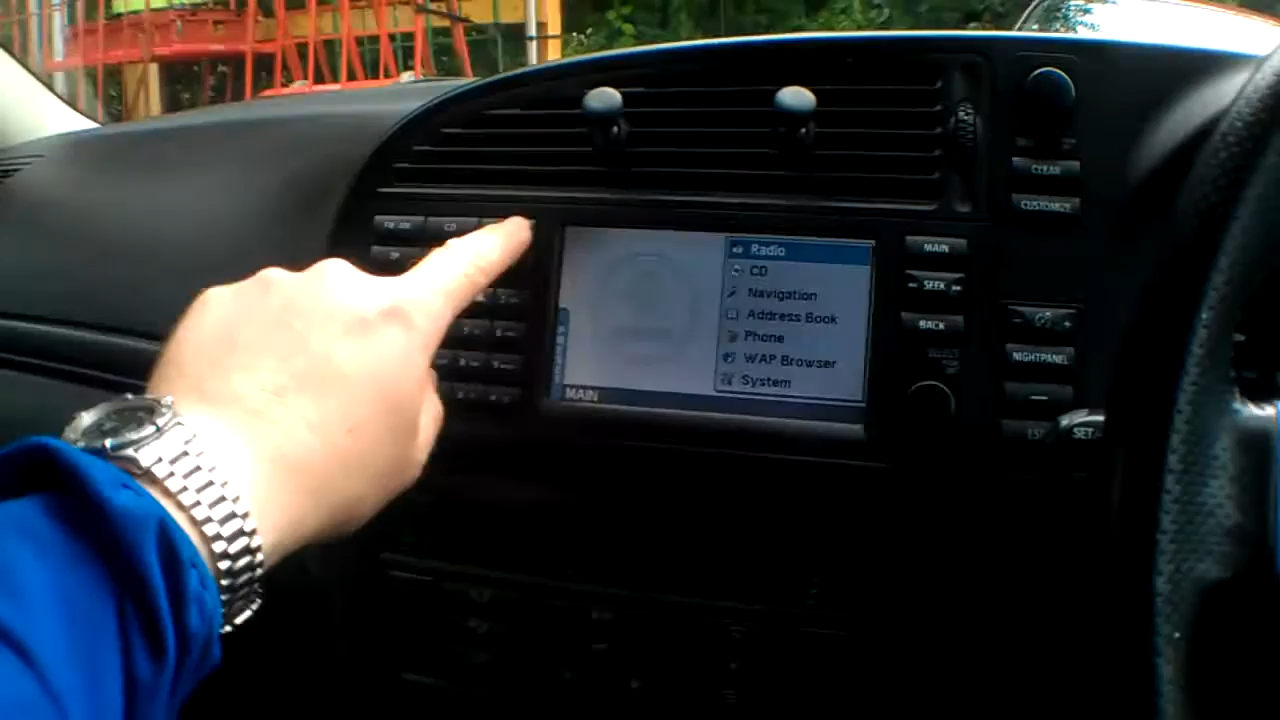 CLEAR
CUSTOMIZE
CD
Radio
CD
Navigation
Address Book
Phone
WAP Browser
System
MAIN
MAIN
SEEK
BACK
NIGHTPANEL
SET